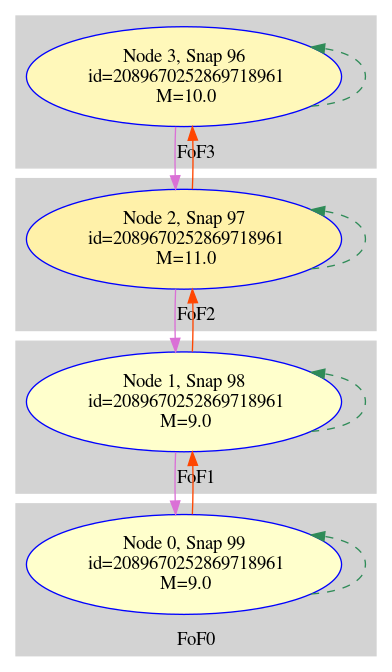 Node 3, Snap 96
id=2089670252869718961
M=10.0
FoF3
Node 2, Snap 97
id=2089670252869718961
M=11.0
FoF2
Node 1, Snap 98
id=2089670252869718961
M=9.0
FoF1
Node 0, Snap 99
id=2089670252869718961
M=9.0
FoF0